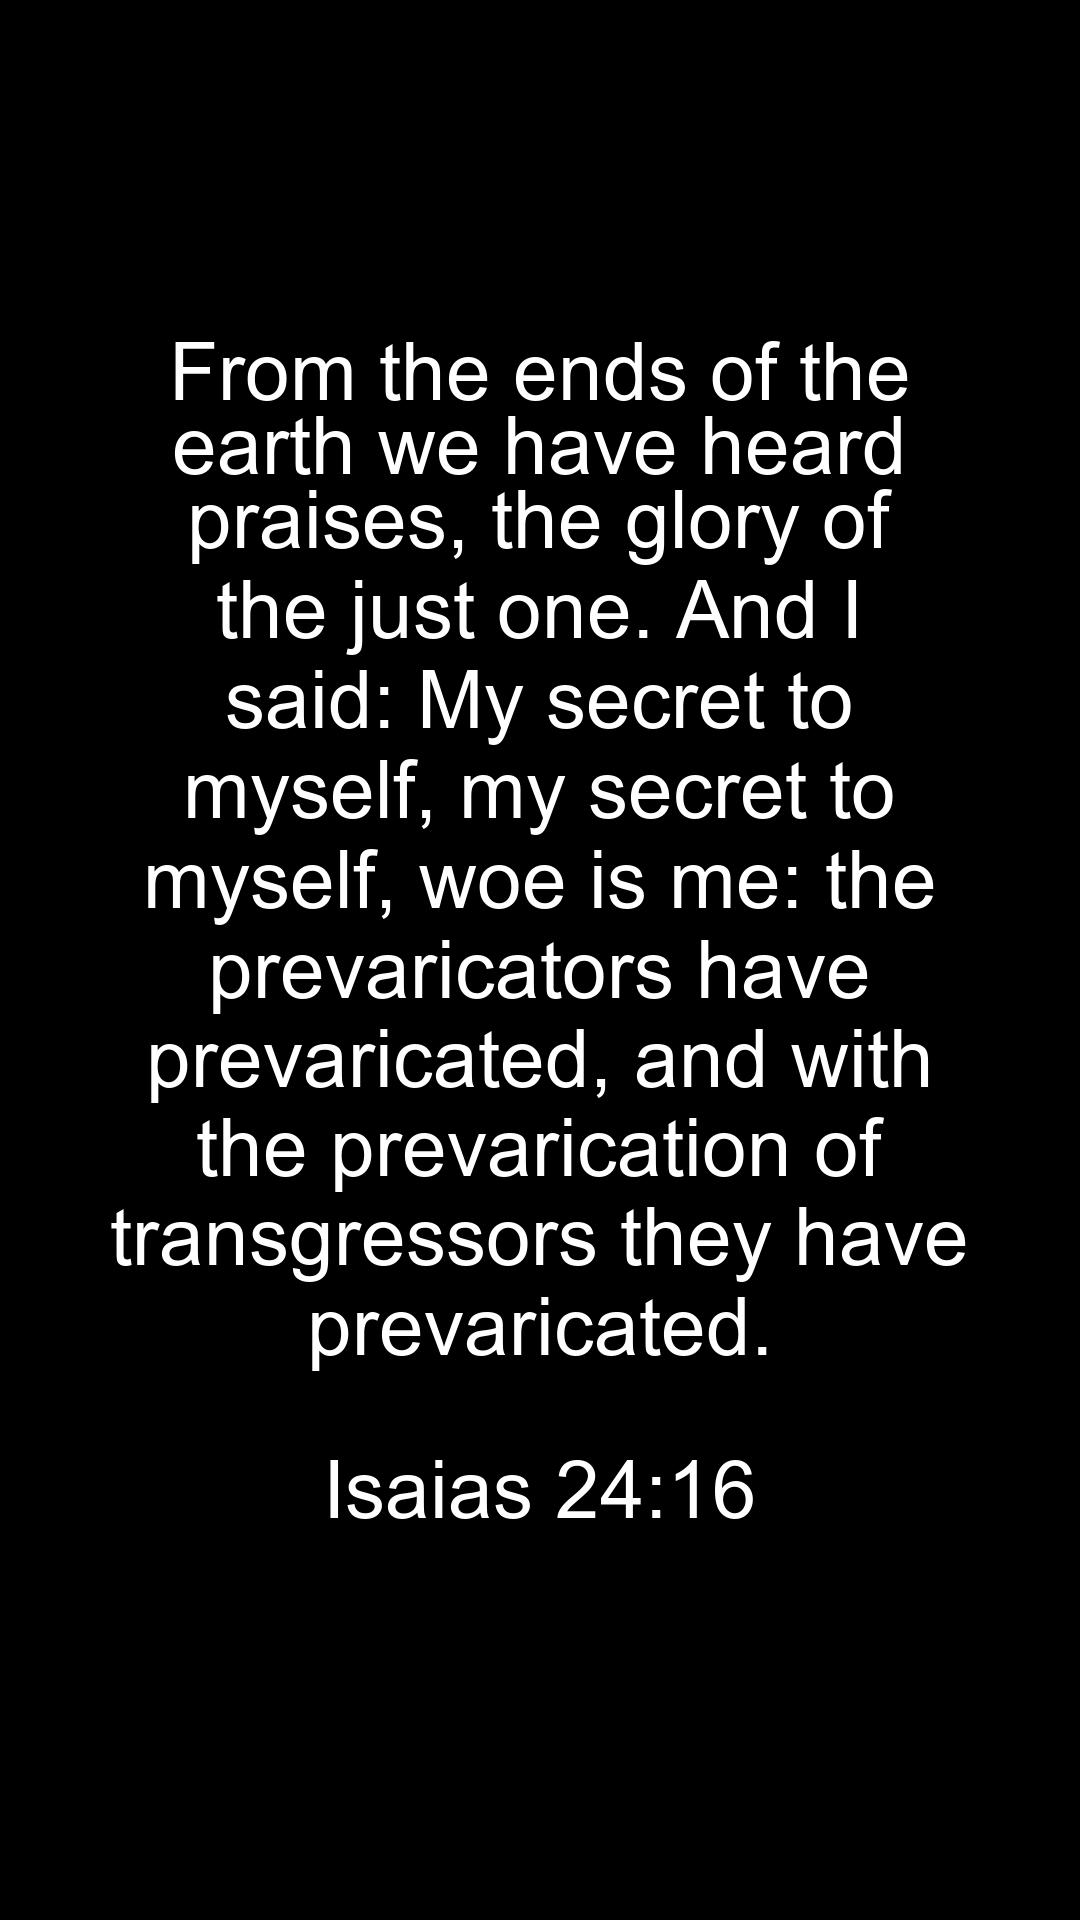 From the ends of the
earth we have heard
praises, the glory of
the just one. And I
said: My secret to
myself, my secret to
myself, woe is me: the
prevaricators have
prevaricated, and with
the prevarication of
transgressors they have
prevaricated.
Isaias 24:16